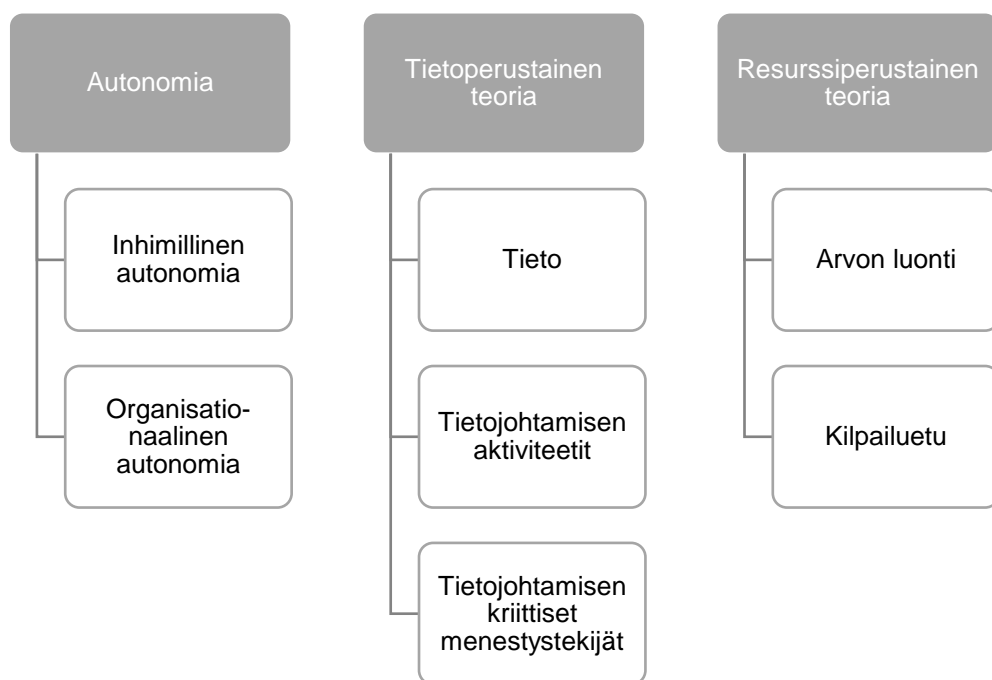 Autonomia
Inhimillinen
autonomia
Organisatio-
naalinen
autonomia
Tietoperustainen
teoria
Tieto
Tietojohtamisen
aktiviteetit
Tietojohtamisen
kriittiset
menestystekijät
Resurssiperustainen
teoria
Arvon luonti
Kilpailuetu